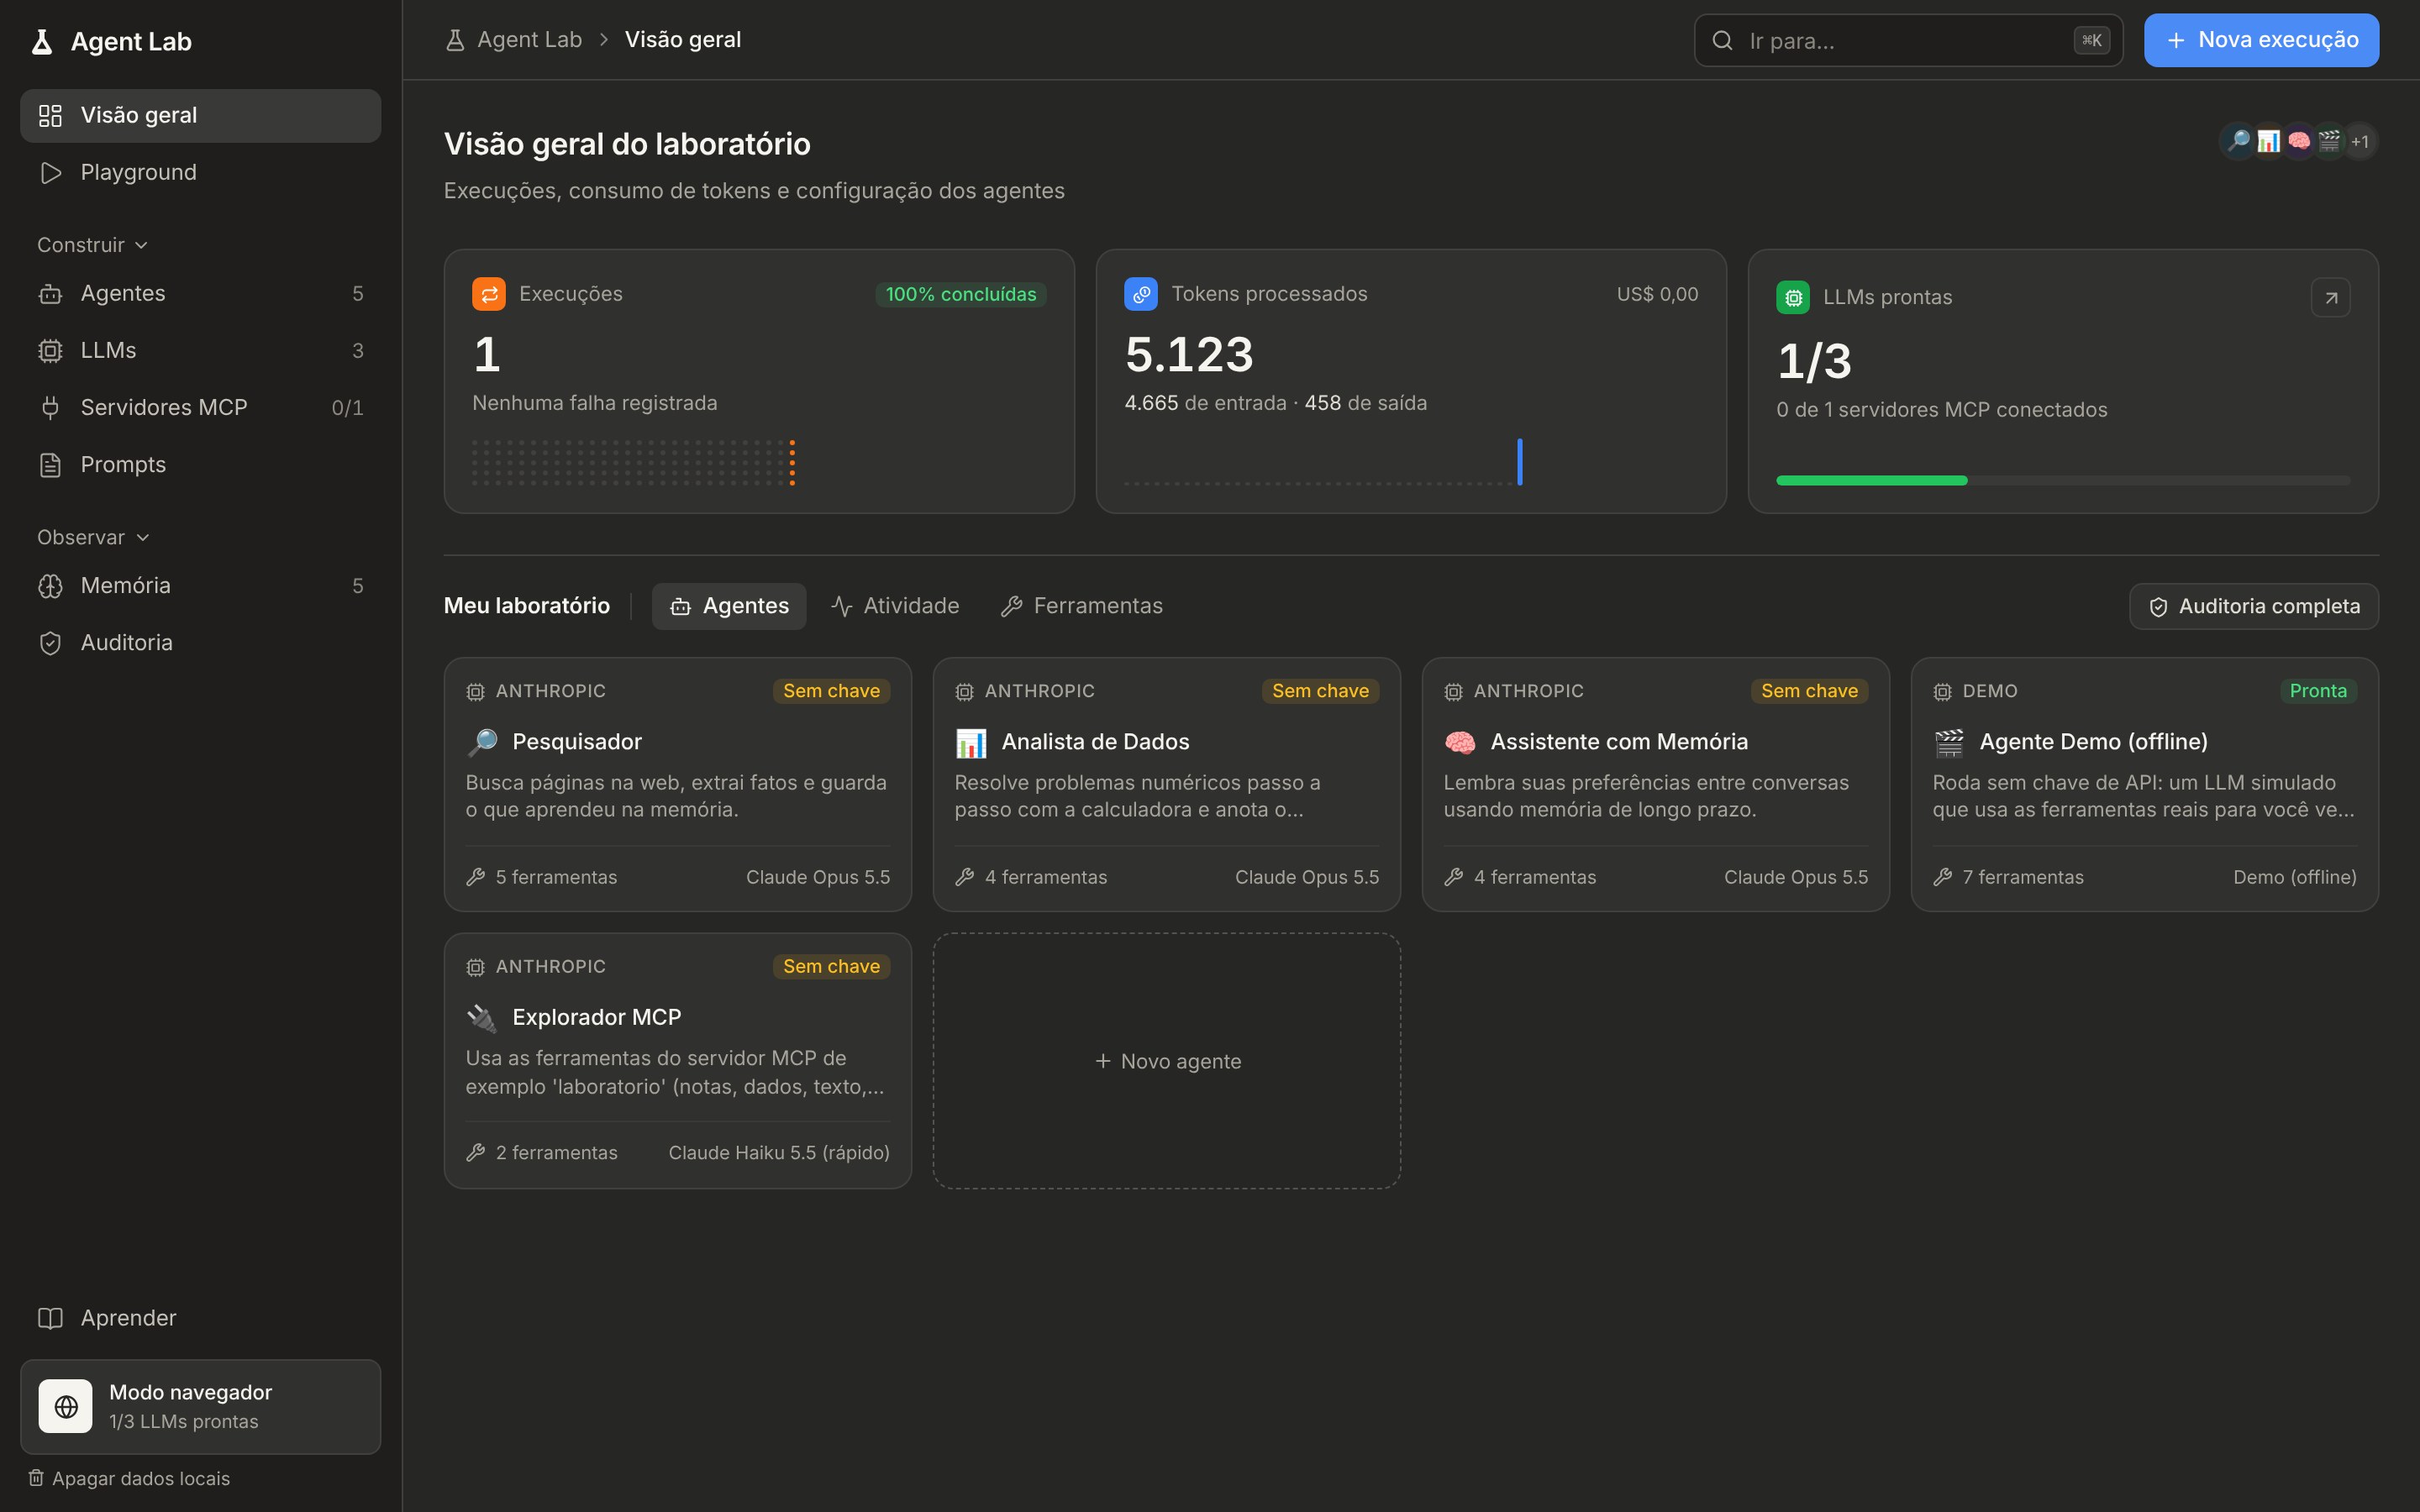 Agent Lab
Visão geral
Playground
Construir
Agentes 5
LLMs 3
Servidores MCP 0/1
Prompts
Observar
Memória 5
Auditoria
Aprender
Modo navegador
1/3 LLMs prontas
Apagar dados locais
Agent Lab > Visão geral
Ir para... ⌘K
+ Nova execução
Visão geral do laboratório
Execuções, consumo de tokens e configuração dos agentes
+1
Execuções 100% concluídas
1
Nenhuma falha registrada
Tokens processados US$ 0,00
5.123
4.665 de entrada · 458 de saída
LLMs prontas
1/3
0 de 1 servidores MCP conectados
Meu laboratório Agentes Atividade Ferramentas Auditoria completa
ANTHROPIC Sem chave
Pesquisador
Busca páginas na web, extrai fatos e guarda
o que aprendeu na memória.
5 ferramentas Claude Opus 5.5
ANTHROPIC Sem chave
Analista de Dados
Resolve problemas numéricos passo a
passo com a calculadora e anota o...
4 ferramentas Claude Opus 5.5
ANTHROPIC Sem chave
Assistente com Memória
Lembra suas preferências entre conversas
usando memória de longo prazo.
4 ferramentas Claude Opus 5.5
DEMO Pronta
Agente Demo (offline)
Roda sem chave de API: um LLM simulado
que usa as ferramentas reais para você ve...
7 ferramentas Demo (offline)
ANTHROPIC Sem chave
Explorador MCP
Usa as ferramentas do servidor MCP de
exemplo 'laboratorio' (notas, dados, texto,...
2 ferramentas Claude Haiku 5.5 (rápido)
+ Novo agente